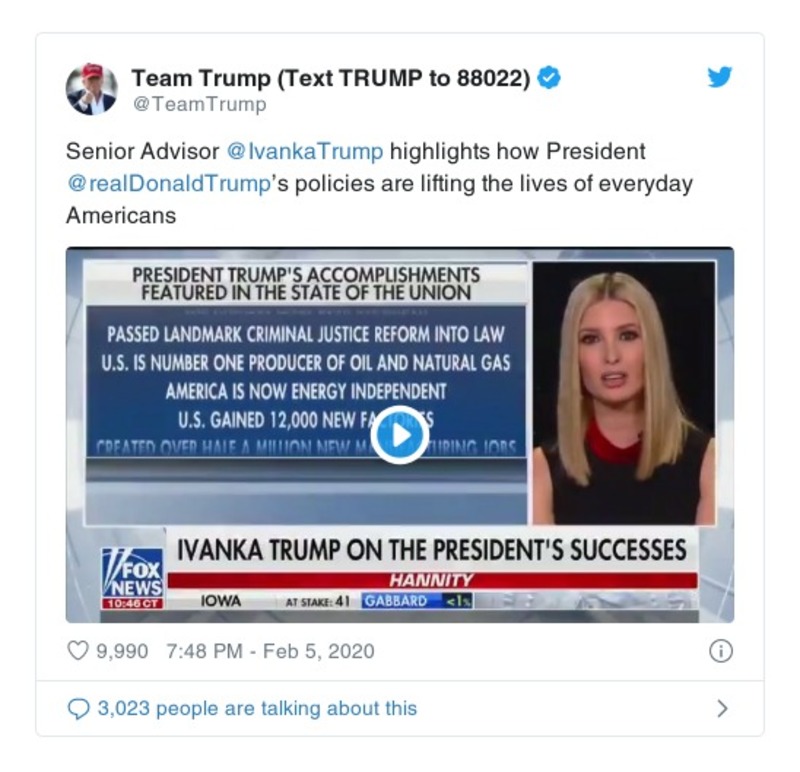 Team Trump (Text TRUMP to 88022)
@TeamTrump
Senior Advisor @IvankaTrump highlights how President
@realDonaldTrump's policies are lifting the lives of everyday
Americans
PRESIDENT TRUMP'S ACCOMPLISHMENTS
FEATURED IN THE STATE OF THE UNION
PASSED LANDMARK CRIMINAL JUSTICE REFORM INTO LAW
U.S. IS NUMBER ONE PRODUCER OF OIL AND NATURAL GAS
AMERICA IS NOW ENERGY INDEPENDENT
U.S. GAINED 12,000 NEW FACTORIES
CREATED OVER HALF A MILLION NEW MANUFACTURING JOBS
IVANKA TRUMP ON THE PRESIDENT'S SUCCESSES
HANNITY
FOX
NEWS
10:46 CT
IOWA AT STAKE: 41 GABBARD <1%
9,990 7:48 PM - Feb 5, 2020
3,023 people are talking about this